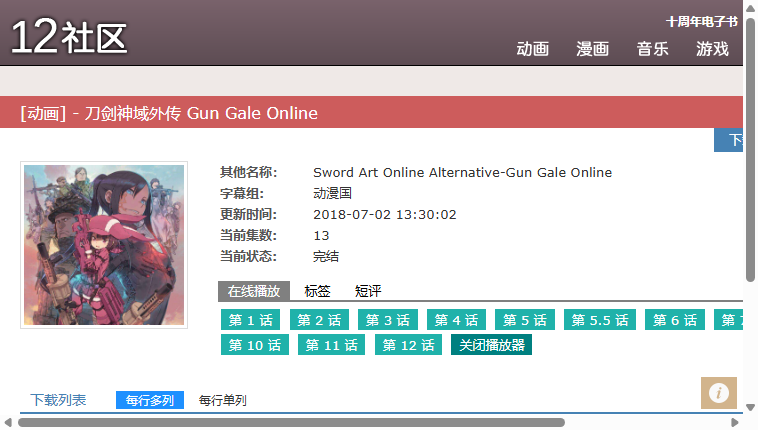 12社区
十周年电子书
动画 漫画 音乐 游戏
[动画] - 刀剑神域外传 Gun Gale Online
其他名称: Sword Art Online Alternative-Gun Gale Online
字幕组: 动漫国
更新时间: 2018-07-02 13:30:02
当前集数: 13
当前状态: 完结
在线播放 标签 短评
第 1 话 第 2 话 第 3 话 第 4 话 第 5 话 第 5.5 话 第 6 话 第
第 10 话 第 11 话 第 12 话 关闭播放器
下载列表 每行多列 每行单列